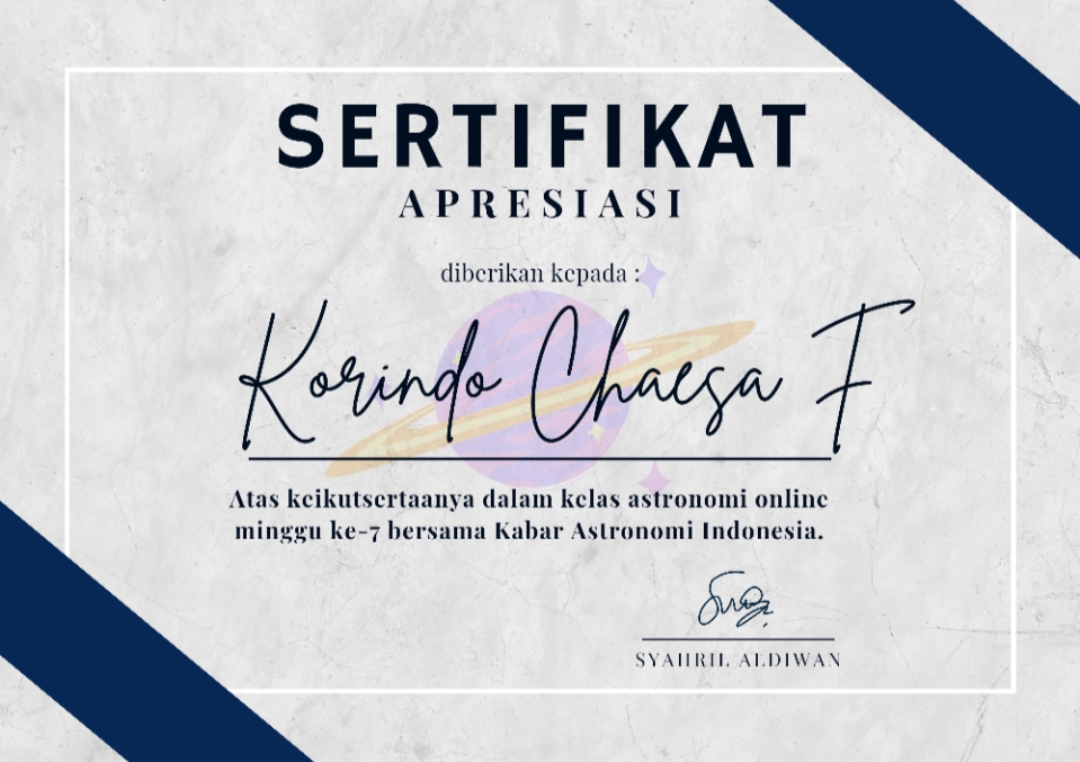 SERTIFIKAT
APRESIASI
diberikan kepada :
Korindo Chaesa F
Atas keikutsertaanya dalam kelas astronomi online
minggu ke-7 bersama Kabar Astronomi Indonesia.
SYAHRIL ALDIWAN